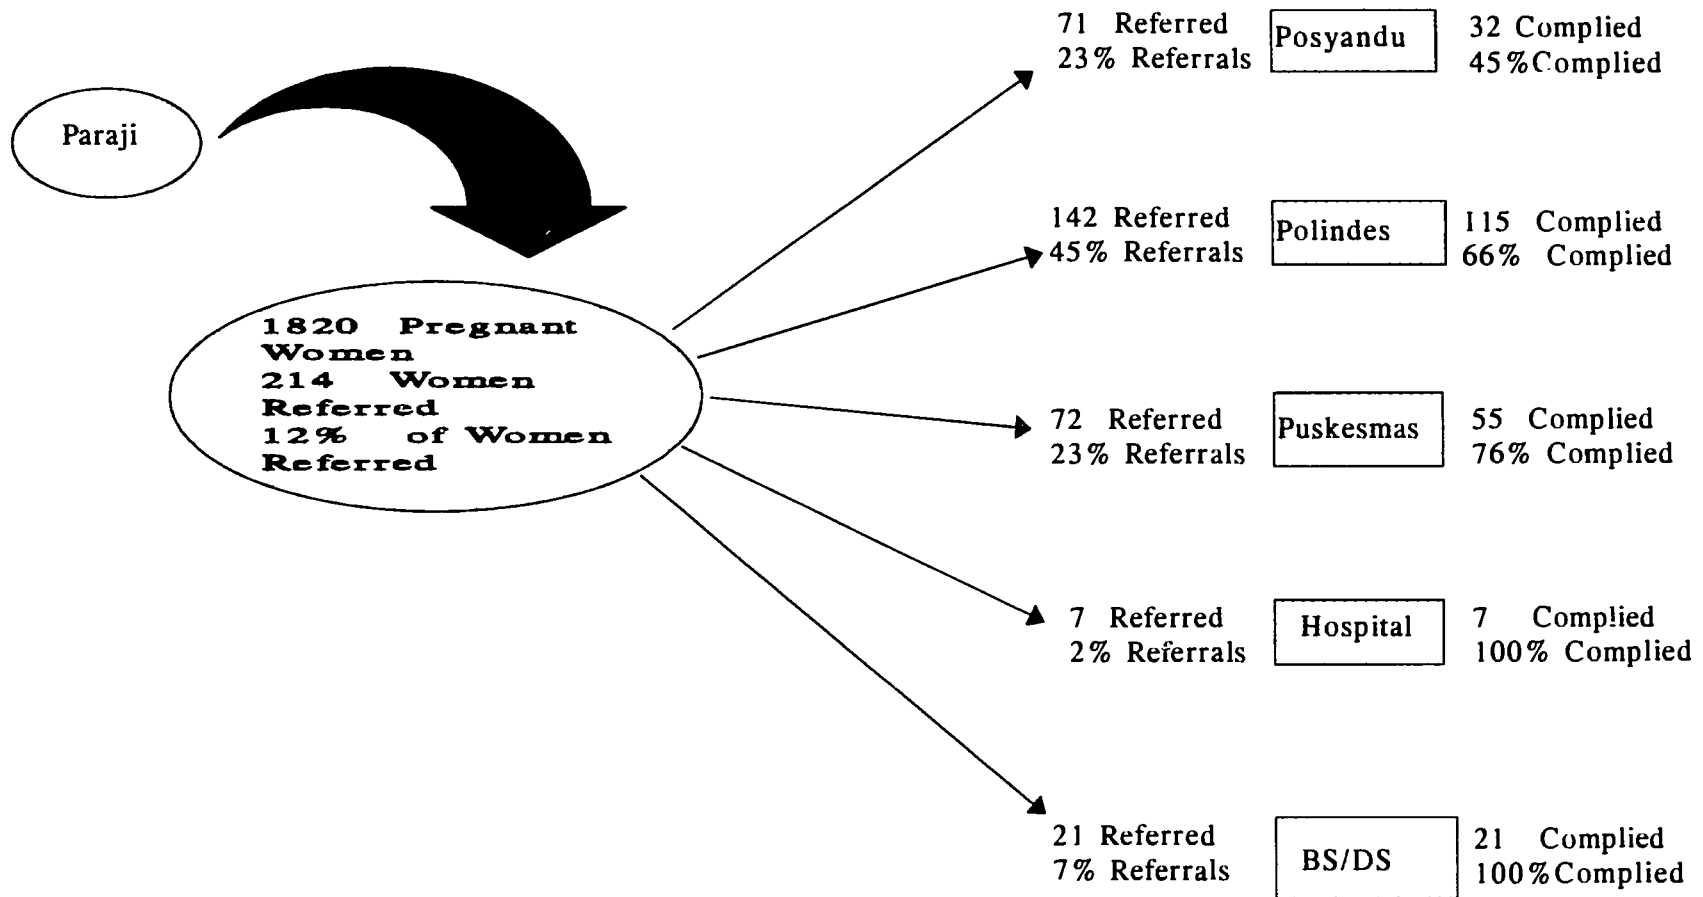 Paraji
1820 Pregnant
Women
214 Women
Referred
12% of Women
Referred
71 Referred
23% Referrals
Posyandu
32 Complied
45%Complied
142 Referred
45% Referrals
Polindes
115 Complied
66% Complied
72 Referred
23% Referrals
Puskesmas
55 Complied
76% Complied
7 Referred
2% Referrals
Hospital
7 Complied
100% Complied
21 Referred
7% Referrals
BS/DS
21 Complied
100%Complied